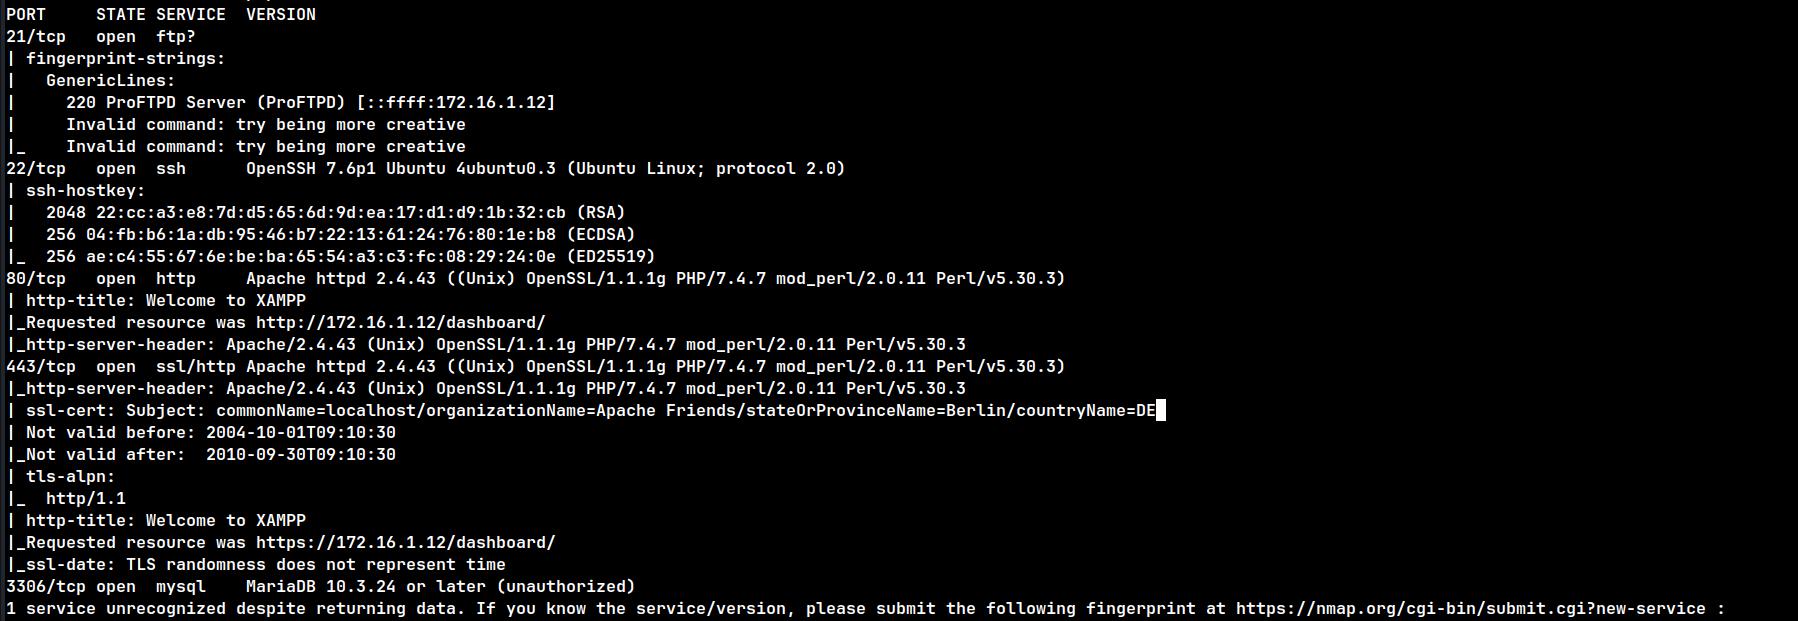 PORT     STATE SERVICE  VERSION
21/tcp   open  ftp?
| fingerprint-strings:
|   GenericLines:
|     220 ProFTPD Server (ProFTPD) [::ffff:172.16.1.12]
|     Invalid command: try being more creative
|_    Invalid command: try being more creative
22/tcp   open  ssh      OpenSSH 7.6p1 Ubuntu 4ubuntu0.3 (Ubuntu Linux; protocol 2.0)
| ssh-hostkey:
|   2048 22:cc:a3:e8:7d:d5:65:6d:9d:ea:17:d1:d9:1b:32:cb (RSA)
|   256 04:fb:b6:1a:db:95:46:b7:22:13:61:24:76:80:1e:b8 (ECDSA)
|_  256 ae:c4:55:67:6e:be:ba:65:54:a3:c3:fc:08:29:24:0e (ED25519)
80/tcp   open  http     Apache httpd 2.4.43 ((Unix) OpenSSL/1.1.1g PHP/7.4.7 mod_perl/2.0.11 Perl/v5.30.3)
| http-title: Welcome to XAMPP
|_Requested resource was http://172.16.1.12/dashboard/
|_http-server-header: Apache/2.4.43 (Unix) OpenSSL/1.1.1g PHP/7.4.7 mod_perl/2.0.11 Perl/v5.30.3
443/tcp  open  ssl/http Apache httpd 2.4.43 ((Unix) OpenSSL/1.1.1g PHP/7.4.7 mod_perl/2.0.11 Perl/v5.30.3)
|_http-server-header: Apache/2.4.43 (Unix) OpenSSL/1.1.1g PHP/7.4.7 mod_perl/2.0.11 Perl/v5.30.3
| ssl-cert: Subject: commonName=localhost/organizationName=Apache Friends/stateOrProvinceName=Berlin/countryName=DE
| Not valid before: 2004-10-01T09:10:30
|_Not valid after:  2010-09-30T09:10:30
| tls-alpn:
|_  http/1.1
| http-title: Welcome to XAMPP
|_Requested resource was https://172.16.1.12/dashboard/
|_ssl-date: TLS randomness does not represent time
3306/tcp open  mysql    MariaDB 10.3.24 or later (unauthorized)
1 service unrecognized despite returning data. If you know the service/version, please submit the following fingerprint at https://nmap.org/cgi-bin/submit.cgi?new-service :